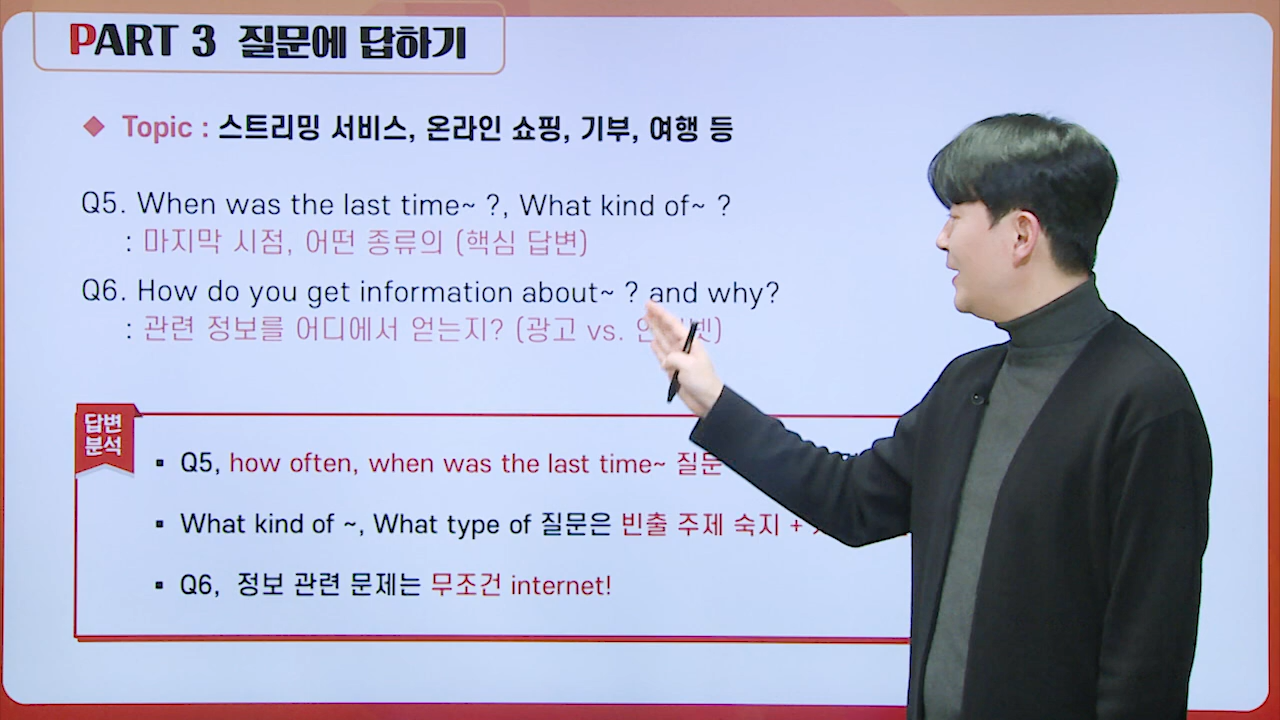 PART 3 질문에 답하기
◆ Topic : 스트리밍 서비스, 온라인 쇼핑, 기부, 여행 등
Q5. When was the last time~ ?, What kind of~ ?
: 마지막 시점, 어떤 종류의 (핵심 답변)
Q6. How do you get information about~ ? and why?
: 관련 정보를 어디에서 얻는지? (광고 vs.
답변
분석
▪ Q5, how often, when was the last time~ 질문
▪ What kind of ~, What type of 질문은 빈출 주제 숙지 +
▪ Q6, 정보 관련 문제는 무조건 internet!